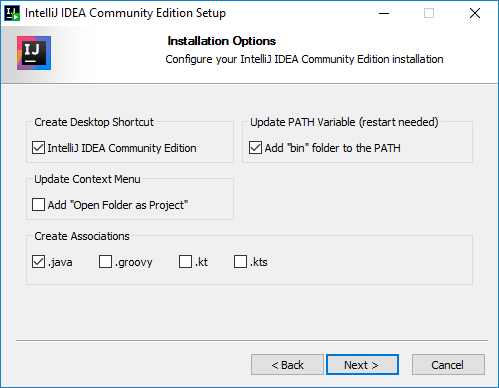 IntelliJ IDEA Community Edition Setup
IJ
Installation Options
Configure your IntelliJ IDEA Community Edition installation
Create Desktop Shortcut
IntelliJ IDEA Community Edition
Update PATH Variable (restart needed)
Add "bin" folder to the PATH
Update Context Menu
Add "Open Folder as Project"
Create Associations
.java .groovy .kt .kts
< Back Next > Cancel